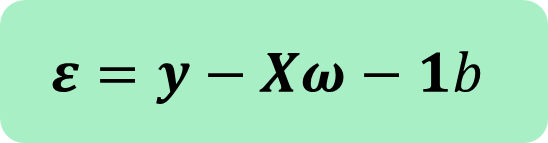 ε = y − Xω − 1b